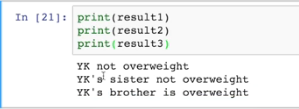 In [21]: print(result1)
print(result2)
print(result3)
YK not overweight
YK's sister not overweight
YK's brother is overweight